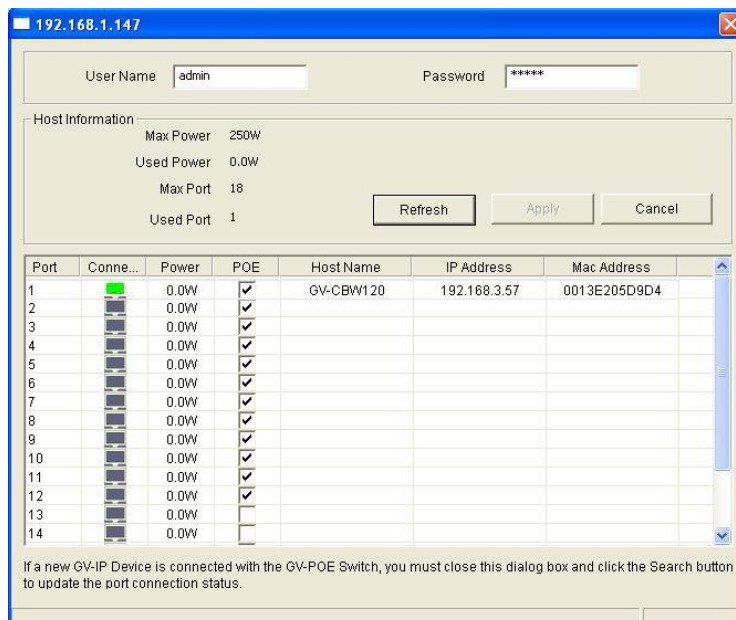 192.168.1.147
User Name admin Password *****
Host Information
Max Power 250W
Used Power 0.0W
Max Port 18
Used Port 1
Refresh Apply Cancel
Port Conne... Power POE Host Name IP Address Mac Address
1 0.0W GV-CBW120 192.168.3.57 0013E205D9D4
2 0.0W
3 0.0W
4 0.0W
5 0.0W
6 0.0W
7 0.0W
8 0.0W
9 0.0W
10 0.0W
11 0.0W
12 0.0W
13 0.0W
14 0.0W
If a new GV-IP Device is connected with the GV-POE Switch, you must close this dialog box and click the Search button
to update the port connection status.